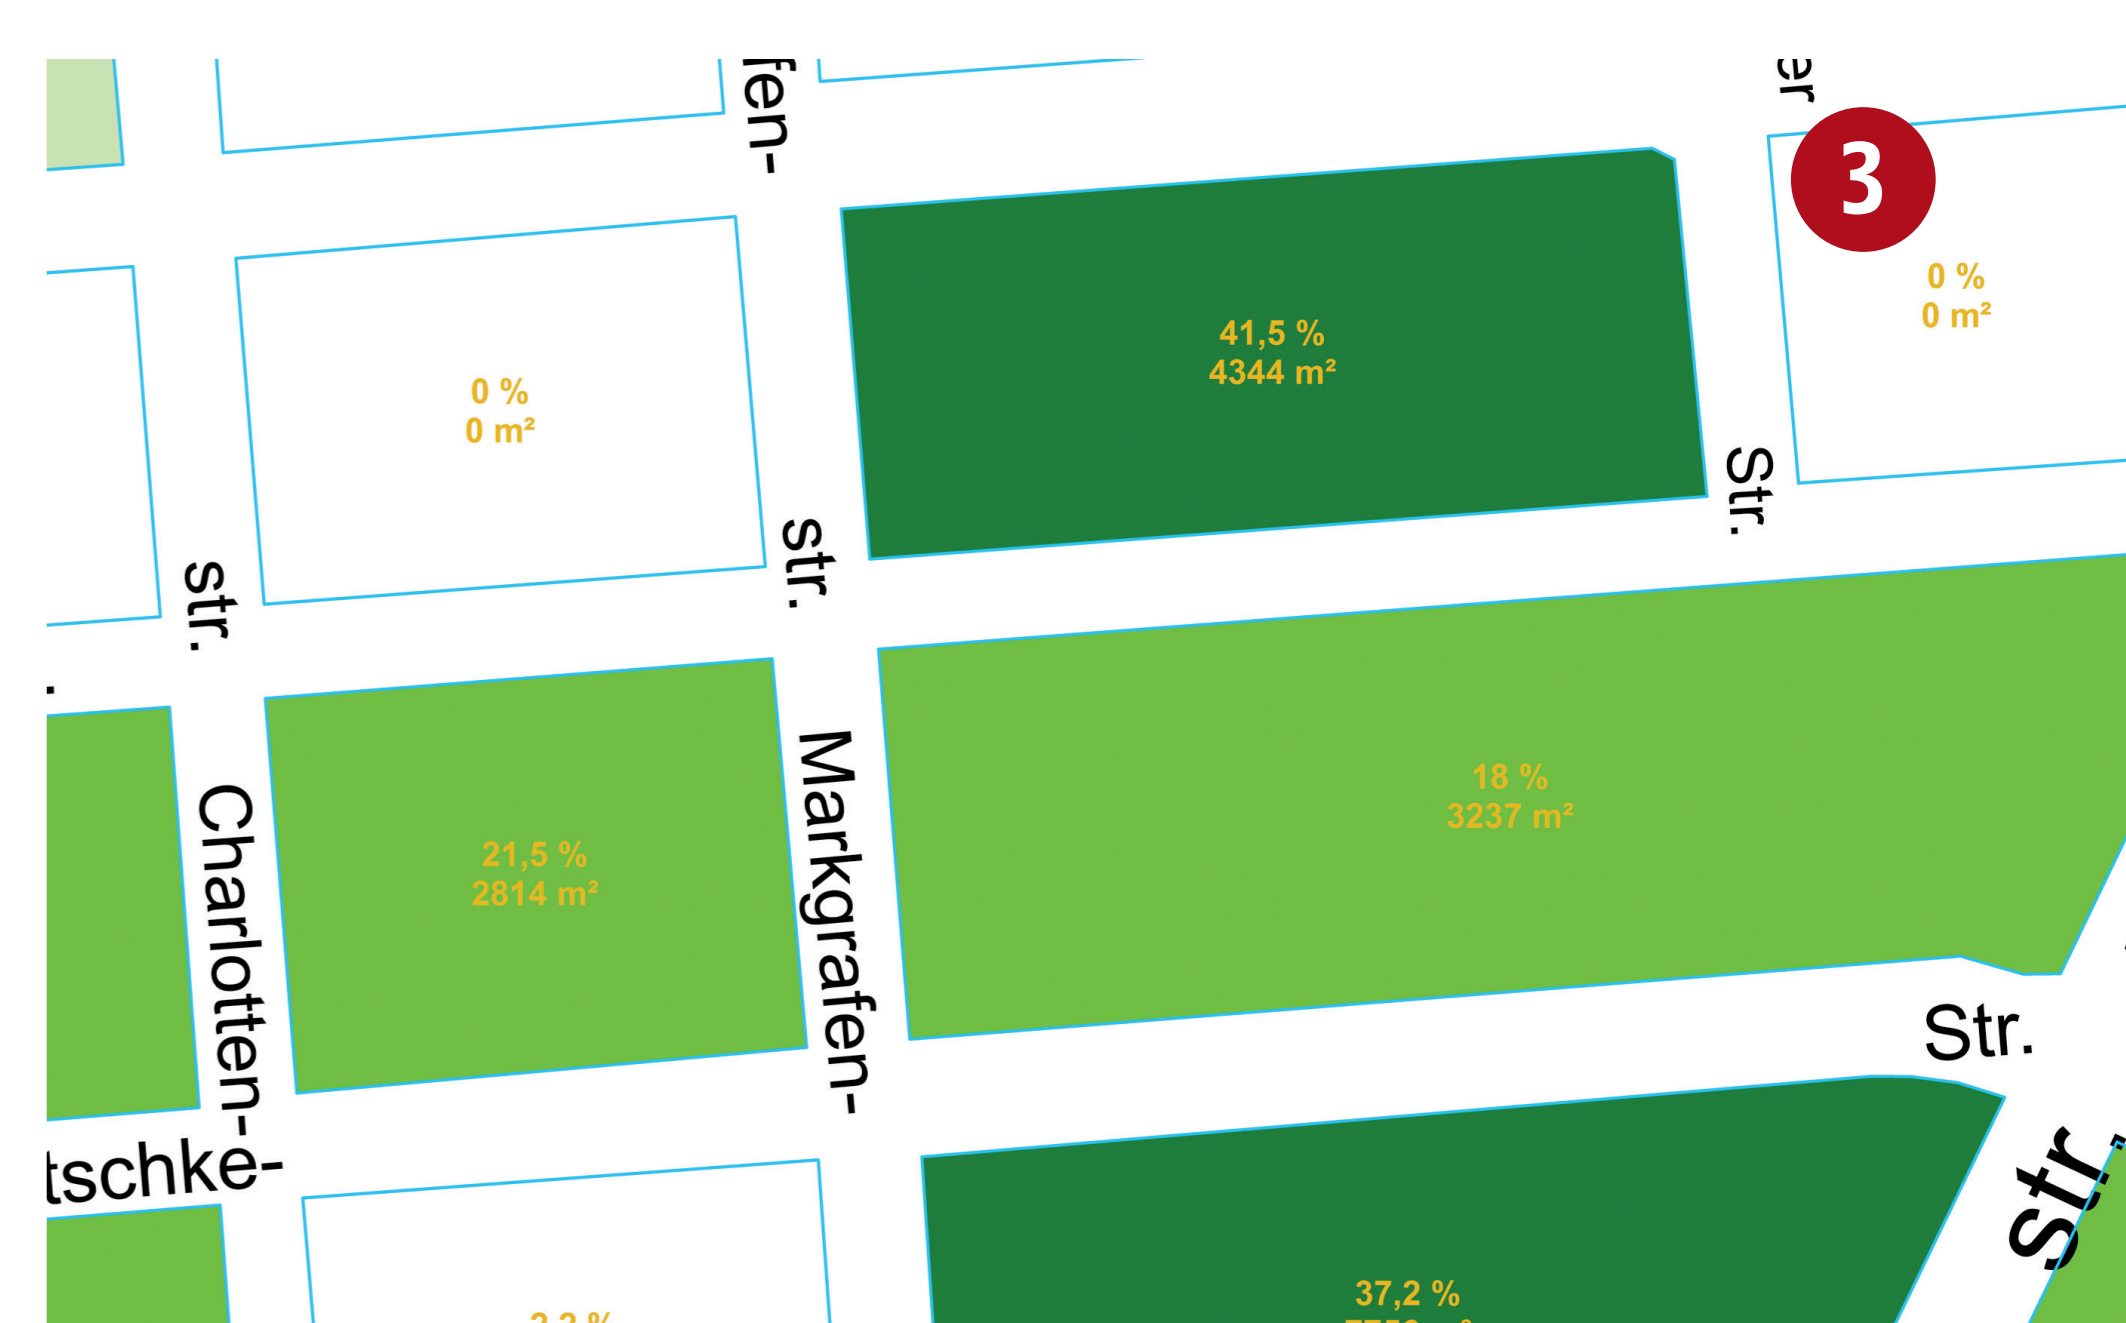 fen-
er
3
0 %
0 m²
41,5 %
4344 m²
0 %
0 m²
Str.
str.
str.
18 %
3237 m²
21,5 %
2814 m²
Markgrafen-
Charlotten-
Str.
tschke-
Str.
37,2 %